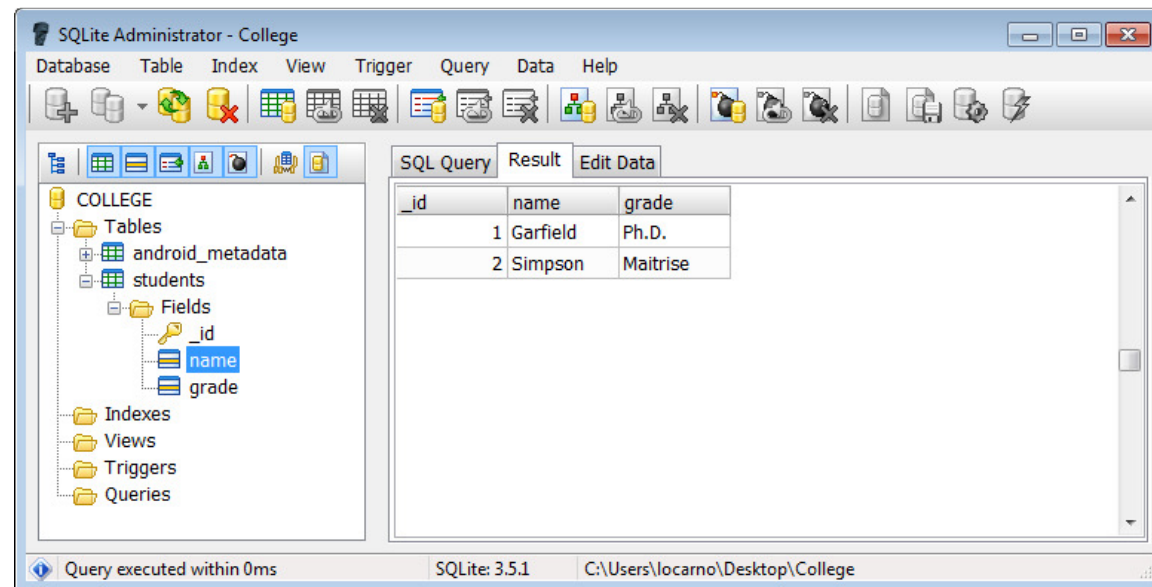 SQLite Administrator - College
Database Table Index View Trigger Query Data Help
SQL Query Result Edit Data
COLLEGE
Tables
android_metadata
students
Fields
_id
name
grade
Indexes
Views
Triggers
Queries
_id name grade
1 Garfield Ph.D.
2 Simpson Maitrise
Query executed within 0ms SQLite: 3.5.1 C:\Users\locarno\Desktop\College